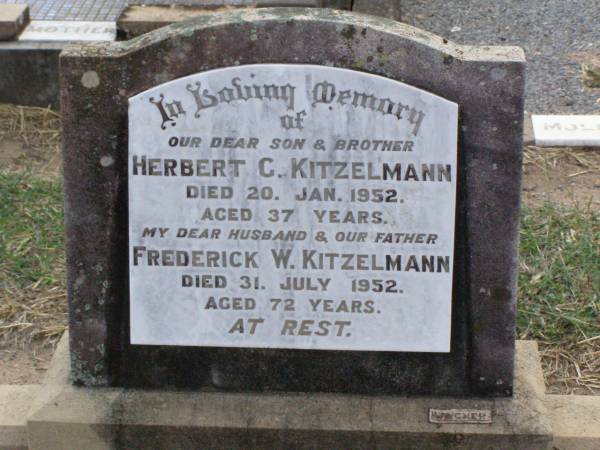 MOTHER
In Loving Memory
of
OUR DEAR SON & BROTHER
HERBERT G. KITZELMANN
DIED 20. JAN. 1952.
AGED 37 YEARS.
MY DEAR HUSBAND & OUR FATHER
FREDERICK W. KITZELMANN
DIED 31. JULY 1952.
AGED 72 YEARS.
AT REST.